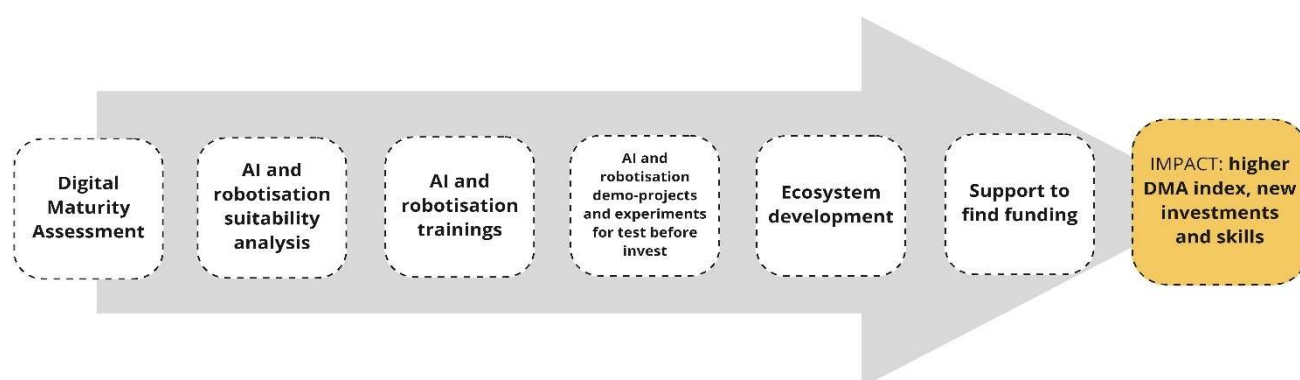 Digital
Maturity
Assessment
AI and
robotisation
suitability
analysis
AI and
robotisation
trainings
AI and
robotisation
demo-projects
and experiments
for test before
invest
Ecosystem
development
Support to
find funding
IMPACT: higher
DMA index, new
investments
and skills